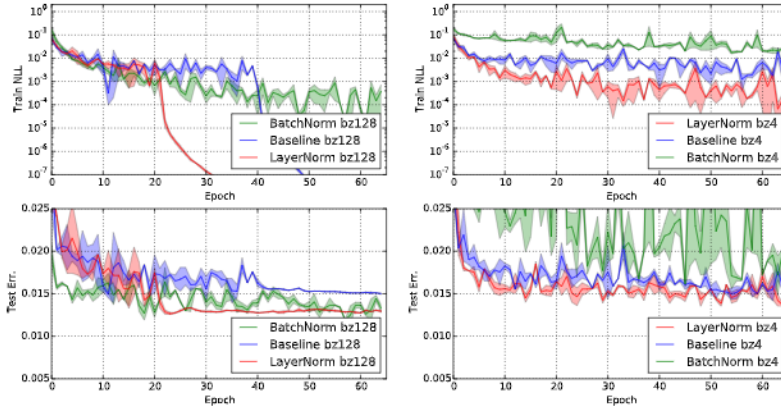 10^0
10^-1
10^-2
10^-3
10^-4
10^-5
10^-6
10^-7
Train NLL
0 10 20 30 40 50 60
Epoch
BatchNorm bz128
Baseline bz128
LayerNorm bz128
10^0
10^-1
10^-2
10^-3
10^-4
10^-5
10^-6
10^-7
Train NLL
0 10 20 30 40 50 60
Epoch
LayerNorm bz4
Baseline bz4
BatchNorm bz4
0.025
0.020
0.015
0.010
0.005
Test Err.
0 10 20 30 40 50 60
Epoch
BatchNorm bz128
Baseline bz128
LayerNorm bz128
0.025
0.020
0.015
0.010
0.005
Test Err.
0 10 20 30 40 50 60
Epoch
LayerNorm bz4
Baseline bz4
BatchNorm bz4